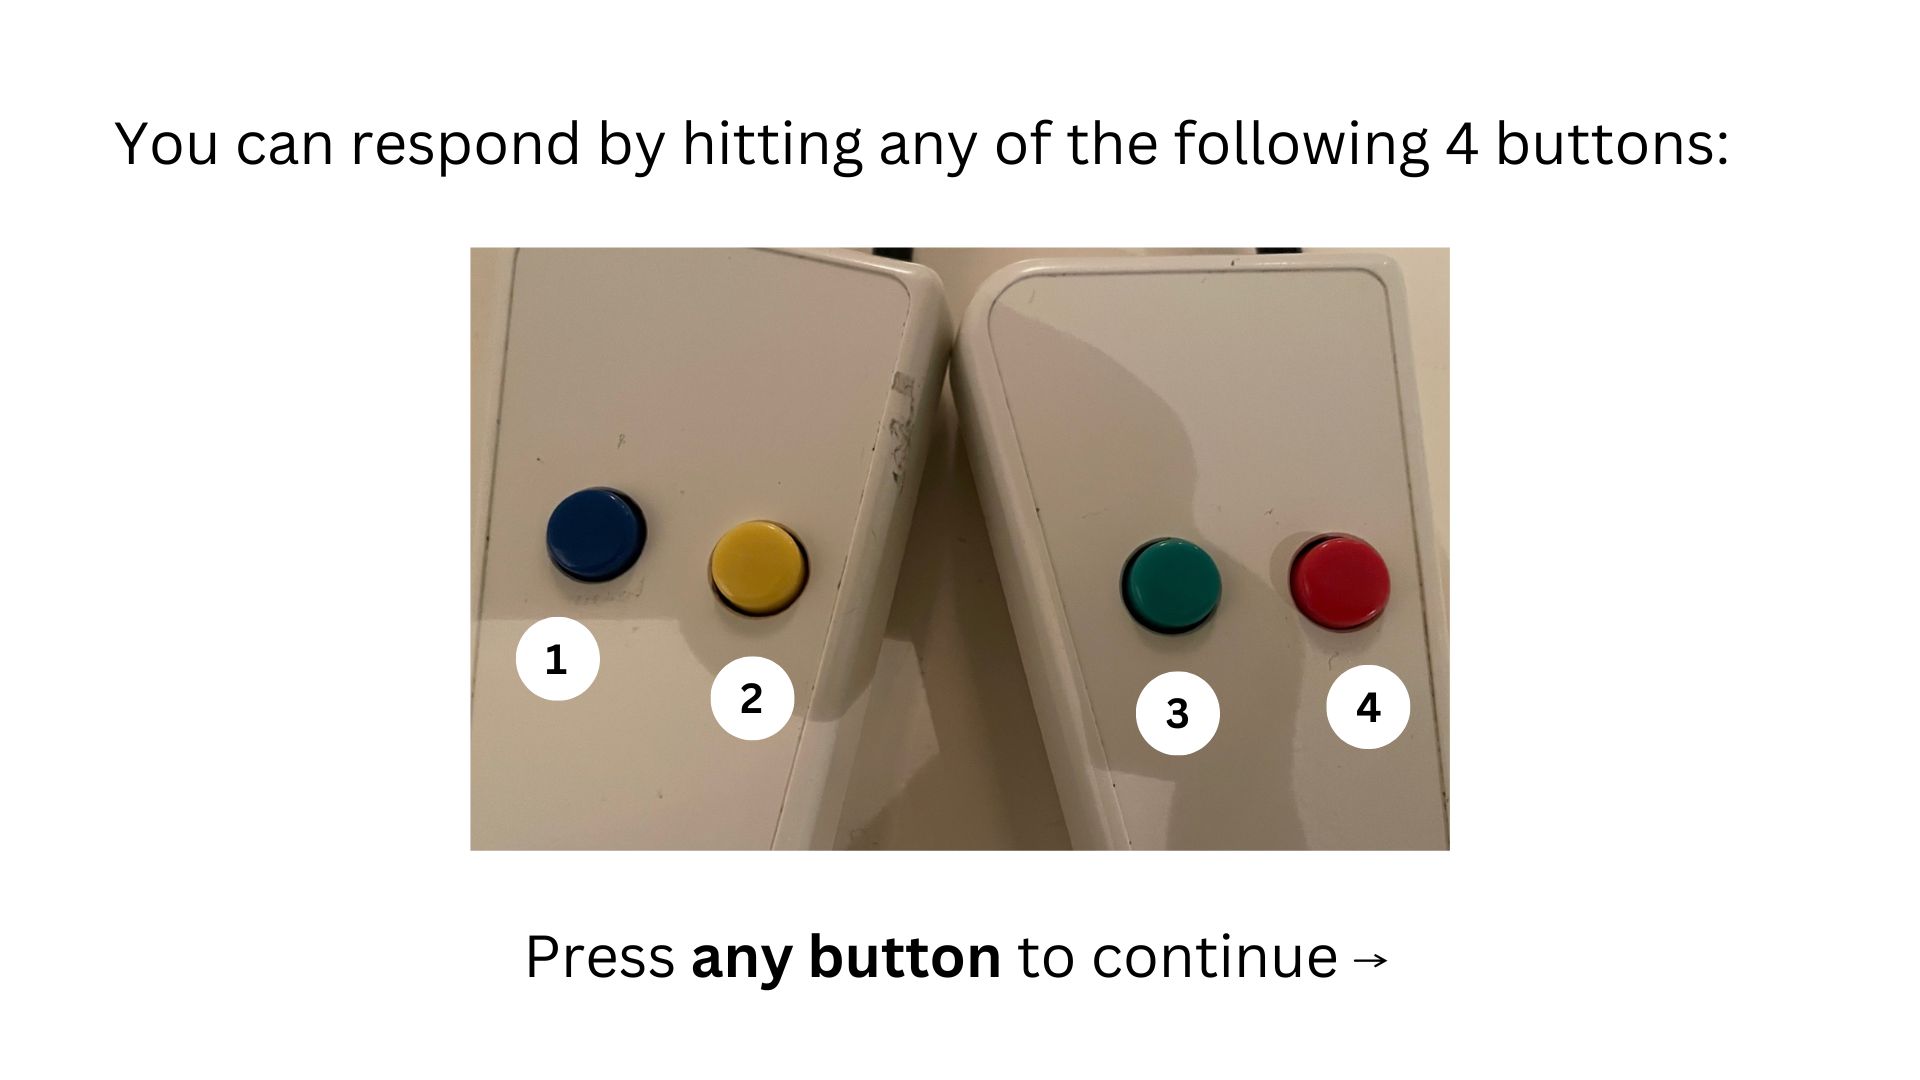 You can respond by hitting any of the following 4 buttons:
1
2
3
4
Press any button to continue →